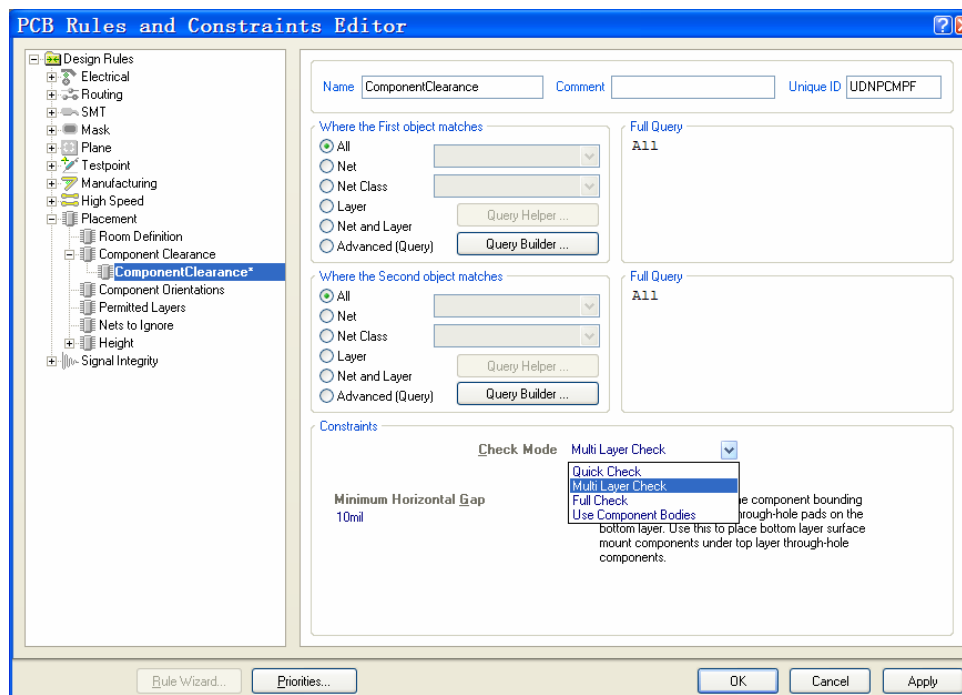 PCB Rules and Constraints Editor
Design Rules
Electrical
Routing
SMT
Mask
Plane
Testpoint
Manufacturing
High Speed
Placement
Room Definition
Component Clearance
ComponentClearance*
Component Orientations
Permitted Layers
Nets to Ignore
Height
Signal Integrity
Name ComponentClearance Comment Unique ID UDNPCMPF
Where the First object matches
All
Net
Net Class
Layer
Net and Layer
Advanced (Query)
Query Helper ...
Query Builder ...
Full Query
All
Where the Second object matches
All
Net
Net Class
Layer
Net and Layer
Advanced (Query)
Query Helper ...
Query Builder ...
Full Query
All
Constraints
Check Mode Multi Layer Check
Quick Check
Multi Layer Check
Full Check
Use Component Bodies
Minimum Horizontal Gap
10mil
component bounding
through-hole pads on the
bottom layer. Use this to place bottom layer surface
mount components under top layer through-hole
components.
Rule Wizard... Priorities... OK Cancel Apply